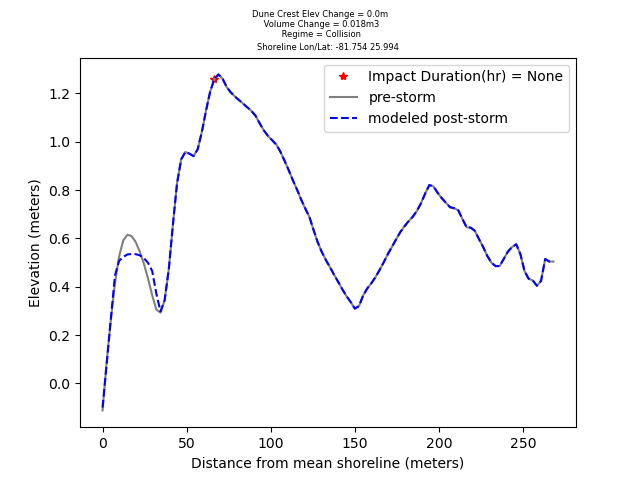 Dune Crest Elev Change = 0.0m
Volume Change = 0.018m3
Regime = Collision
Shoreline Lon/Lat: -81.754 25.994
Impact Duration(hr) = None
pre-storm
modeled post-storm
Elevation (meters)
1.2
1.0
0.8
0.6
0.4
0.2
0.0
0 50 100 150 200 250
Distance from mean shoreline (meters)